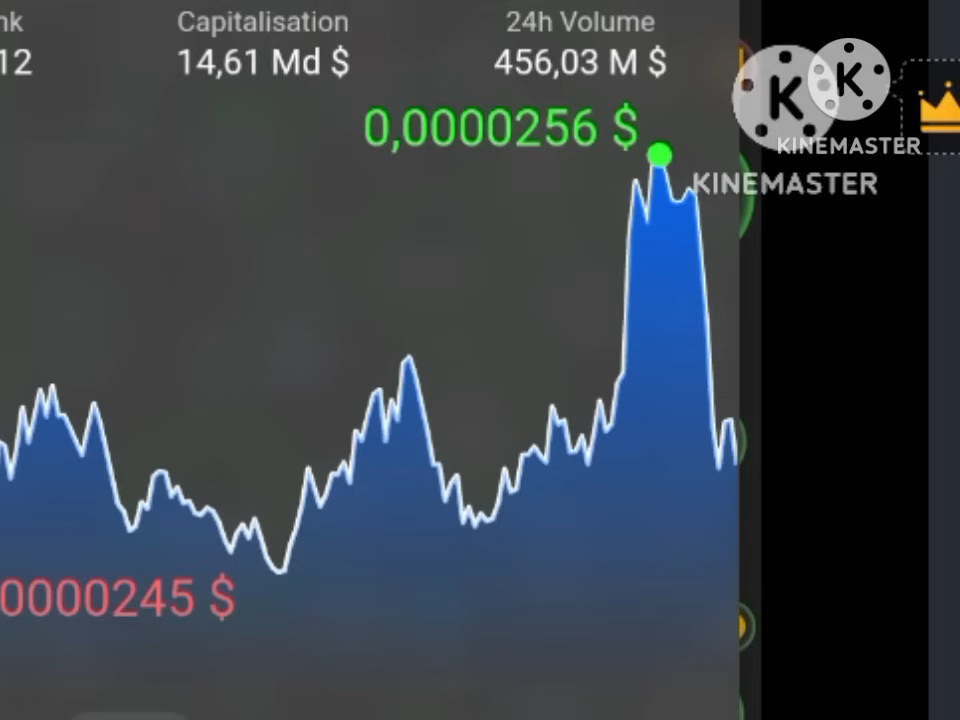 nk Capitalisation 24h Volume
12 14,61 Md $ 456,03 M $
0,0000256 $
K K
KINEMASTER
KINEMASTER
0000245 $